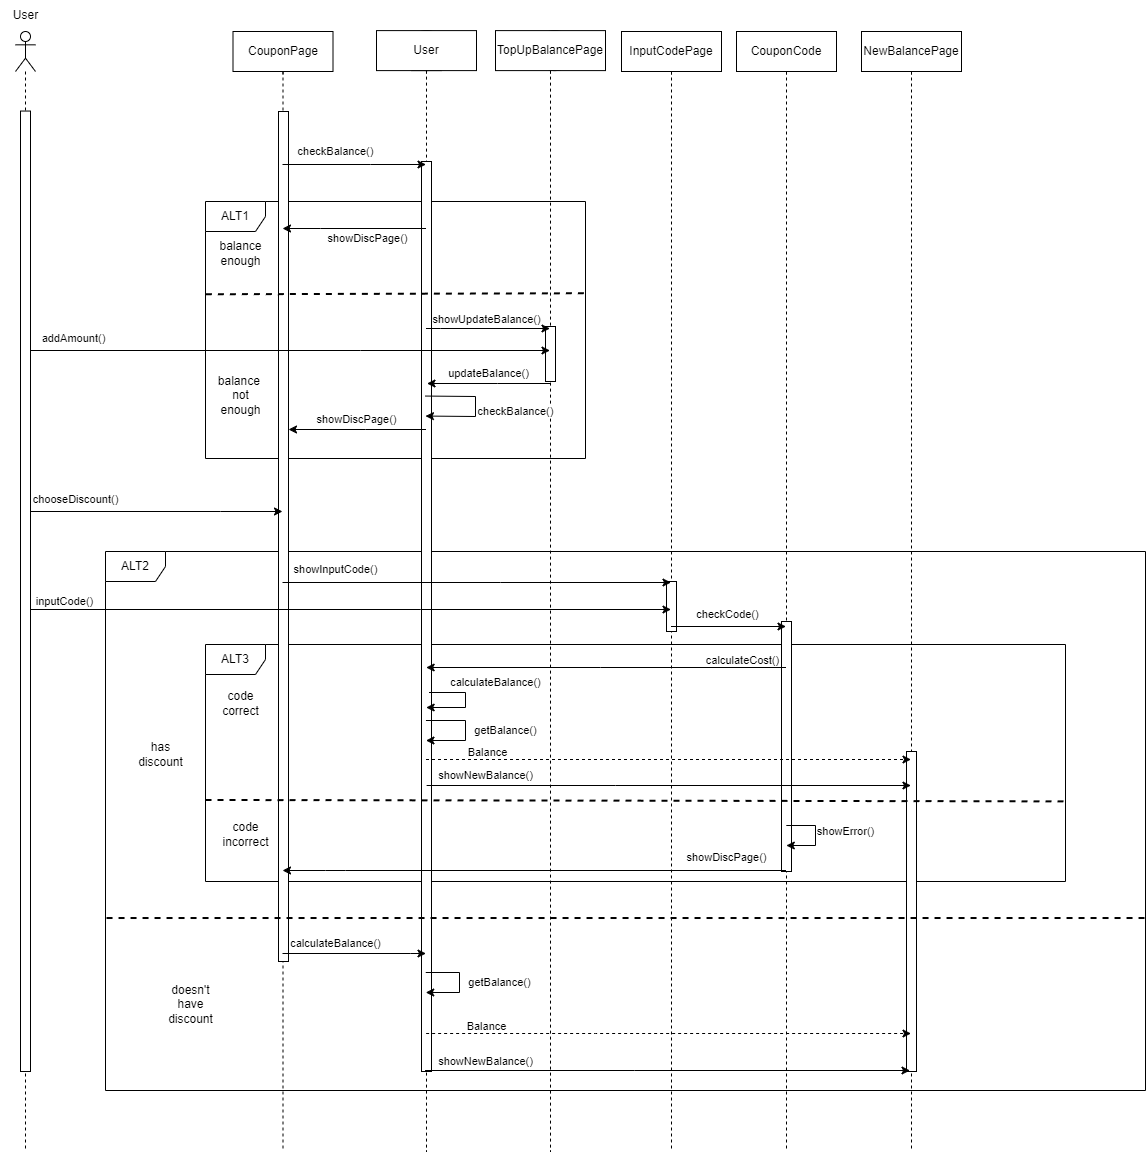 User
CouponPage
User
TopUpBalancePage
InputCodePage
CouponCode
NewBalancePage
checkBalance()
ALT1
showDiscPage()
balance
enough
showUpdateBalance()
addAmount()
updateBalance()
balance
not
enough
checkBalance()
showDiscPage()
chooseDiscount()
ALT2
showInputCode()
inputCode()
checkCode()
ALT3
calculateCost()
calculateBalance()
code
correct
getBalance()
has
discount
Balance
showNewBalance()
code
incorrect
showError()
showDiscPage()
calculateBalance()
getBalance()
doesn't
have
discount
Balance
showNewBalance()